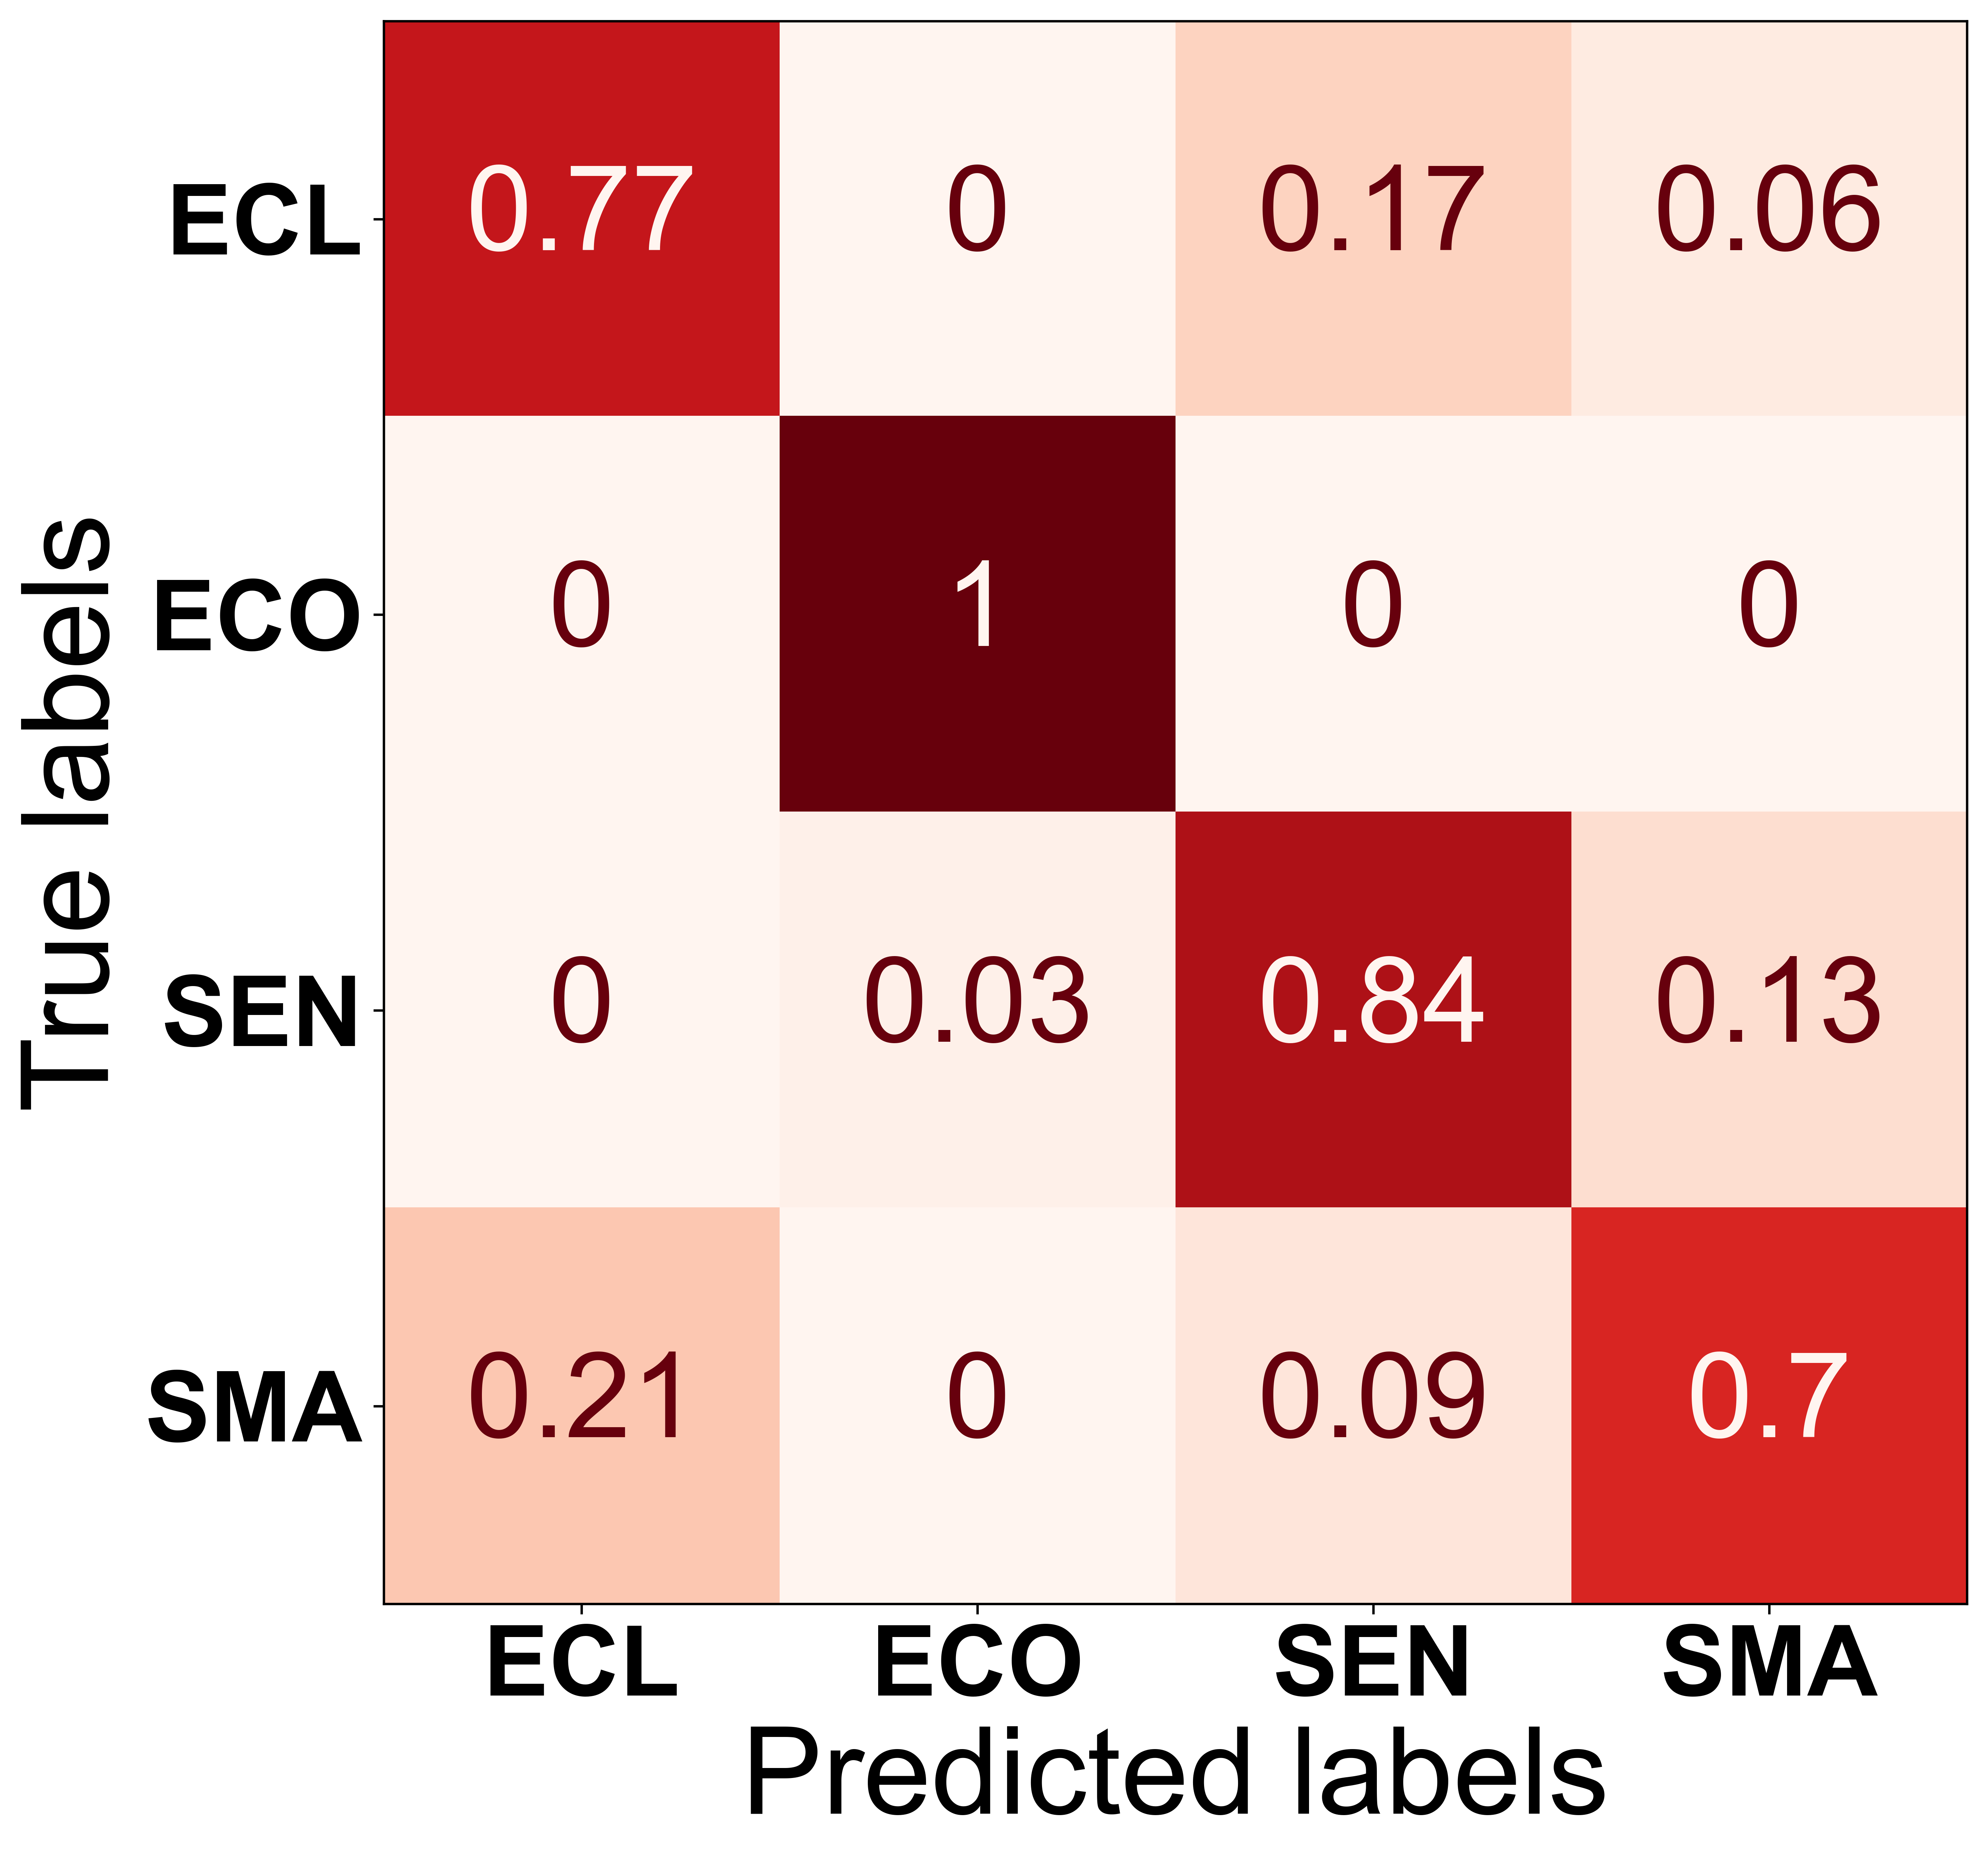 True labels
ECL 0.77 0 0.17 0.06
ECO 0 1 0 0
SEN 0 0.03 0.84 0.13
SMA 0.21 0 0.09 0.7
ECL ECO SEN SMA
Predicted labels